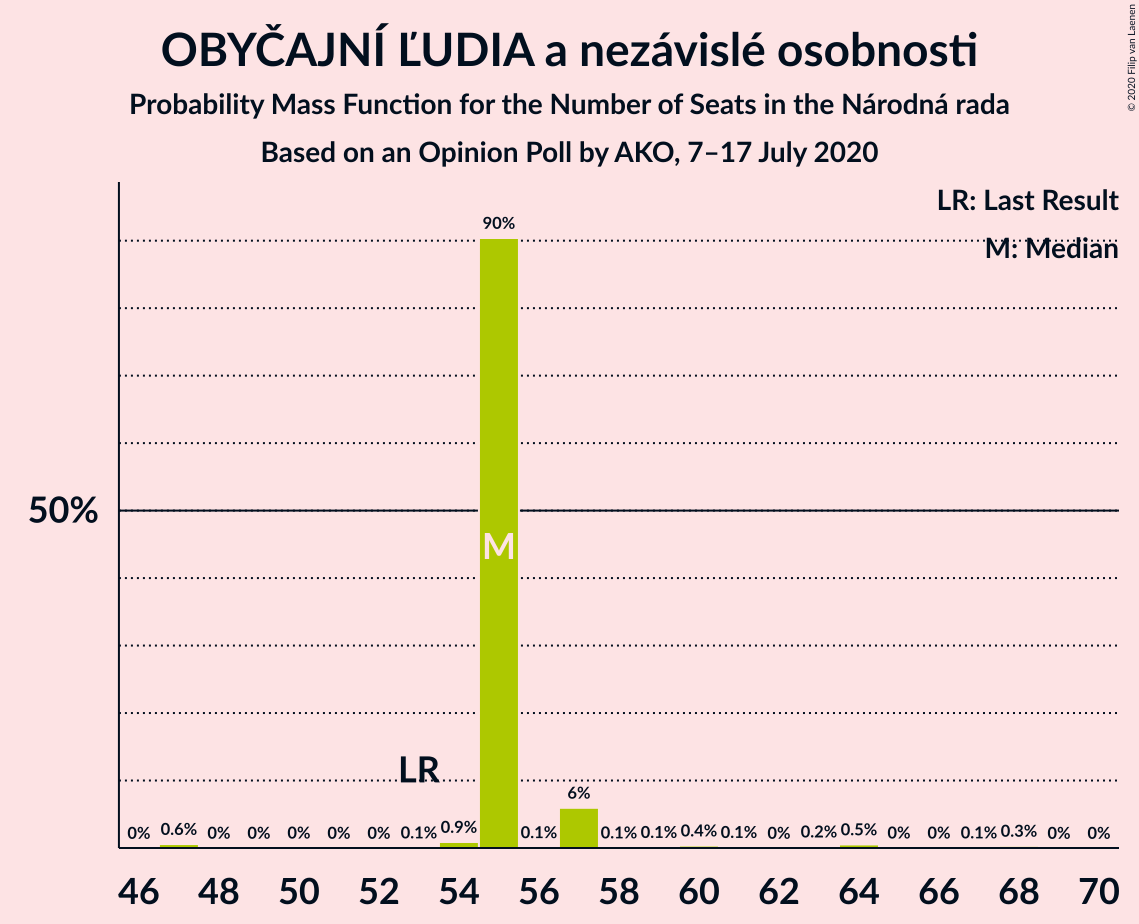 OBYČAJNÍ ĽUDIA a nezávislé osobnosti
Probability Mass Function for the Number of Seats in the Národná rada
Based on an Opinion Poll by AKO, 7–17 July 2020
© 2020 Filip van Laenen
LR: Last Result
M: Median
90%
50%
M
LR
6%
0% 0.6% 0% 0% 0% 0% 0% 0.1% 0.9% 0.1% 0.1% 0.1% 0.4% 0.1% 0% 0.2% 0.5% 0% 0% 0.1% 0.3% 0% 0%
46 48 50 52 54 56 58 60 62 64 66 68 70